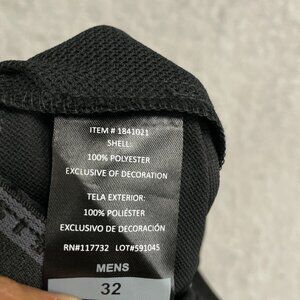 ITEM # 1841021
SHELL:
100% POLYESTER
EXCLUSIVE OF DECORATION
TELA EXTERIOR:
100% POLIÉSTER
EXCLUSIVO DE DECORACIÓN
RN#117732 LOT#591045
MENS
32